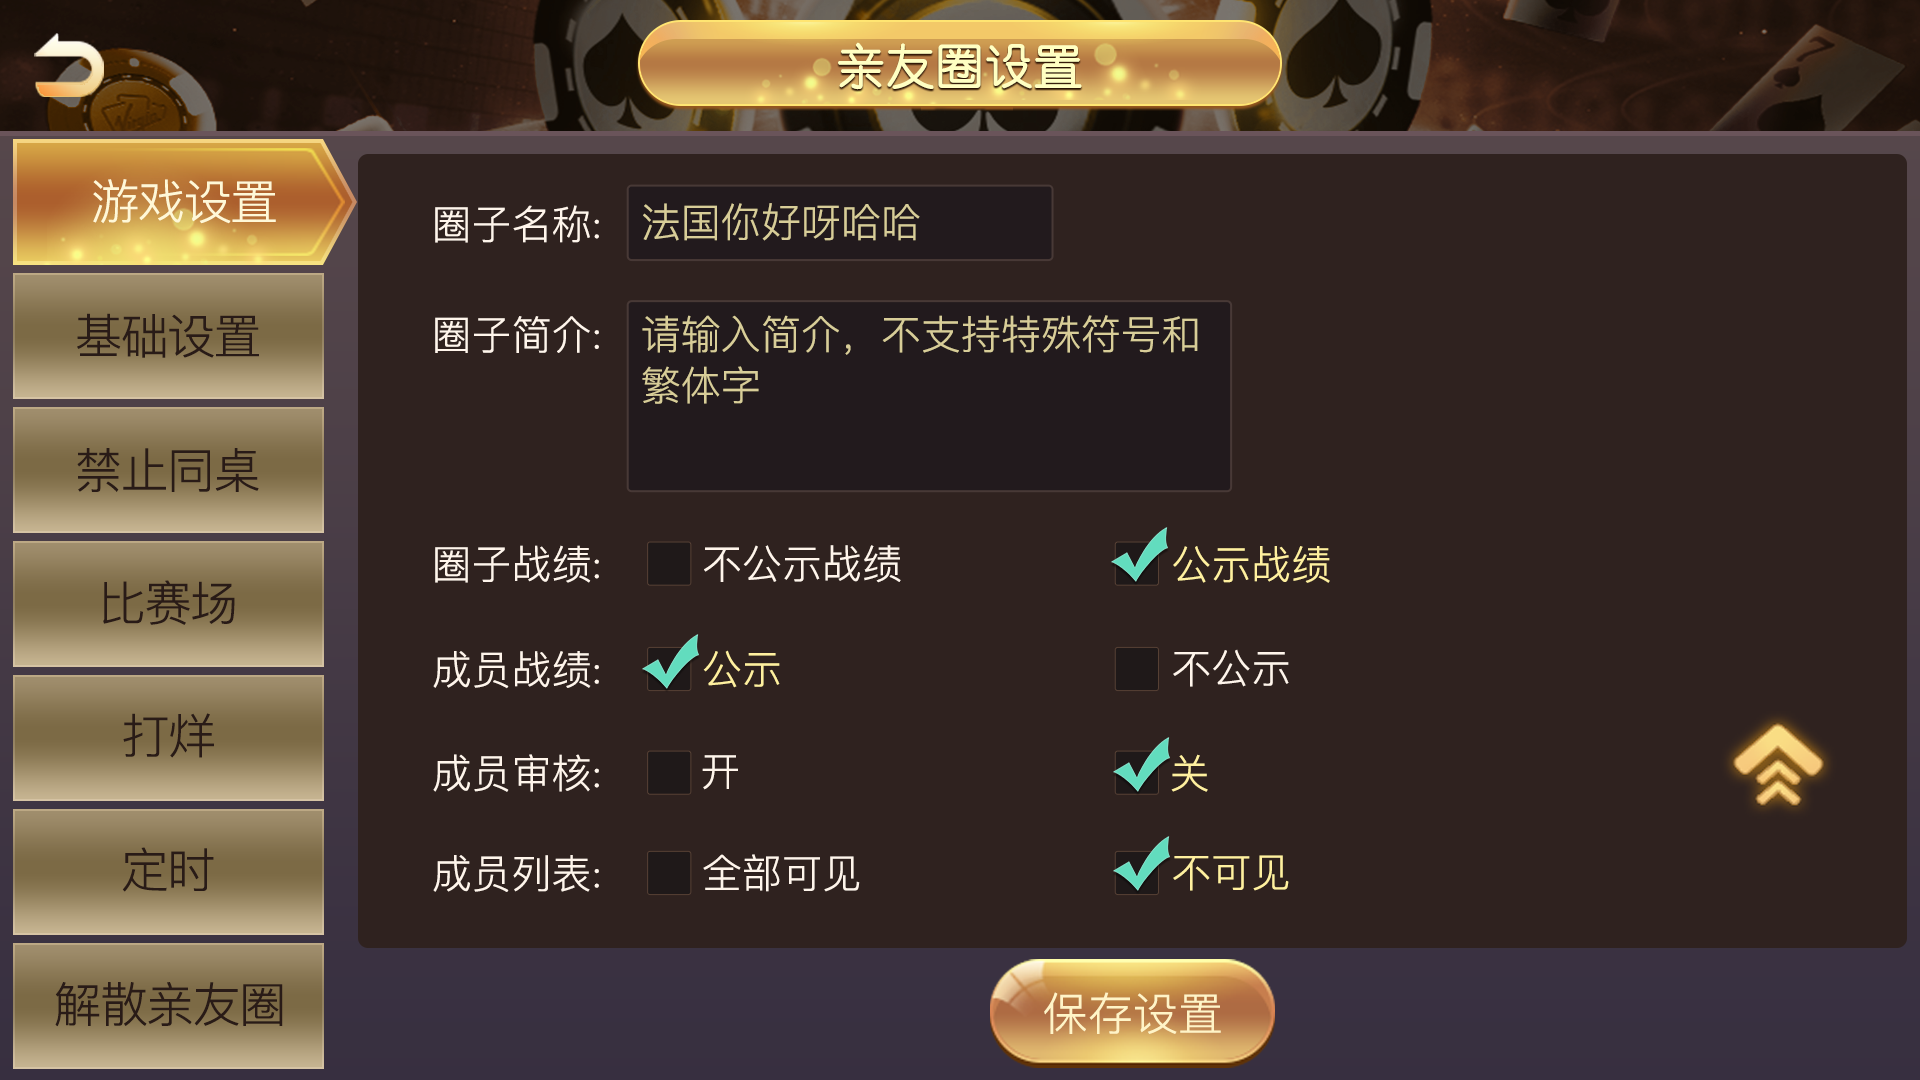 亲友圈设置
游戏设置
基础设置
禁止同桌
比赛场
打烊
定时
解散亲友圈
圈子名称: 法国你好呀哈哈
圈子简介: 请输入简介，不支持特殊符号和
繁体字
圈子战绩: 不公示战绩 公示战绩
成员战绩: 公示 不公示
成员审核: 开 关
成员列表: 全部可见 不可见
保存设置